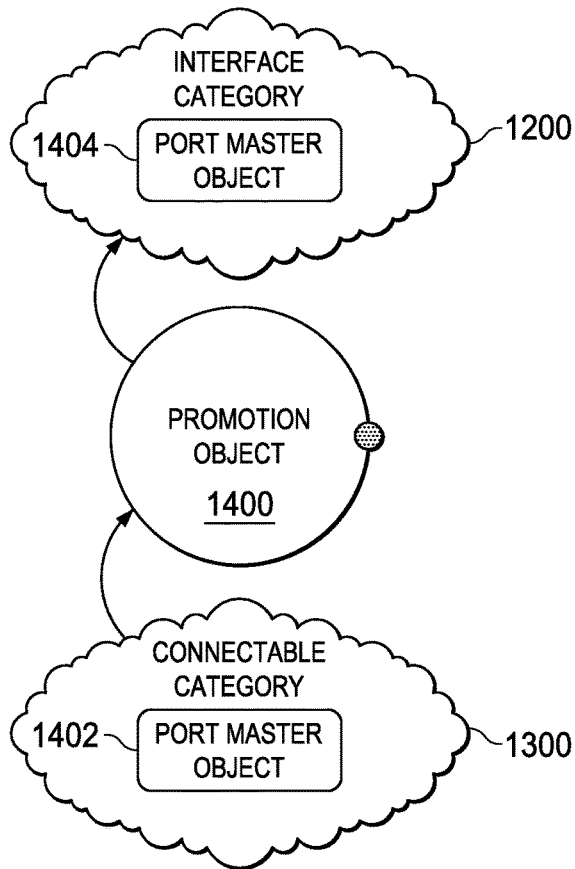 INTERFACE
CATEGORY
1404
PORT MASTER
OBJECT
1200
PROMOTION
OBJECT
1400
CONNECTABLE
CATEGORY
1402
PORT MASTER
OBJECT
1300